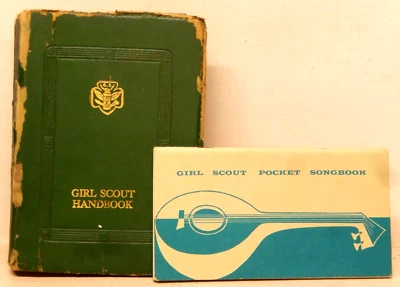 GIRL SCOUT
HANDBOOK
GIRL SCOUT POCKET SONGBOOK